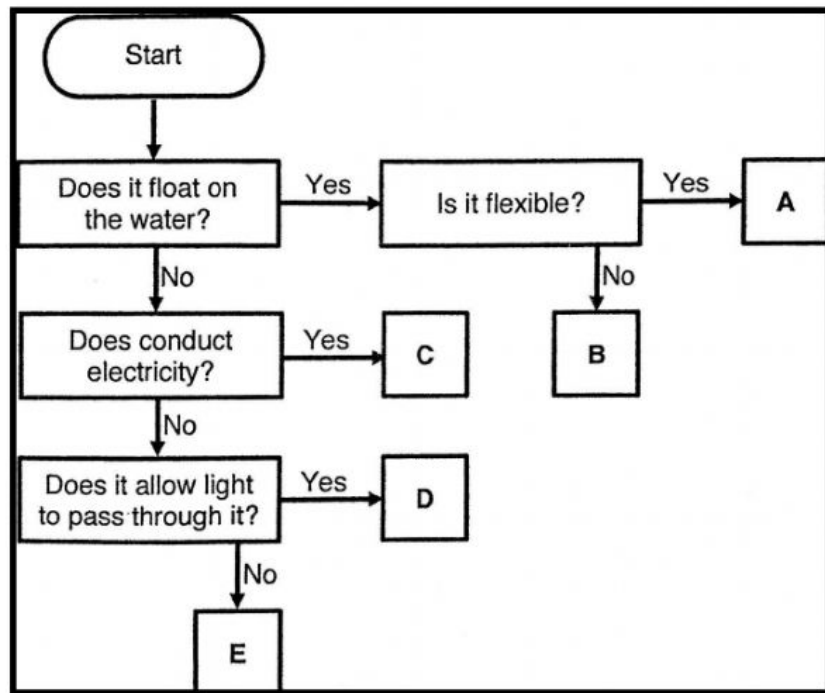 Start
Does it float on
the water?
Yes
Is it flexible?
Yes
A
No
No
B
Does conduct
electricity?
Yes
C
No
Does it allow light
to pass through it?
Yes
D
No
E